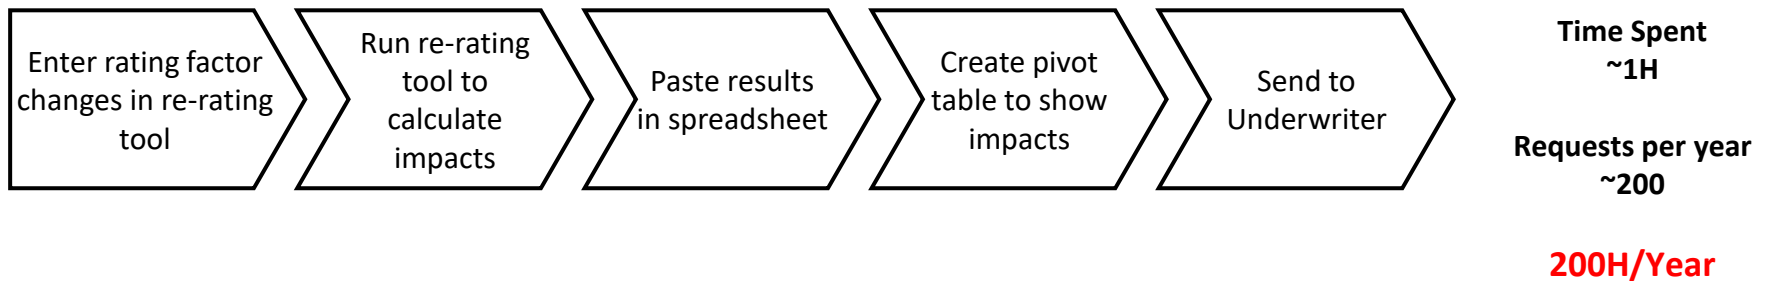 Enter rating factor
changes in re-rating
tool
Run re-rating
tool to
calculate
impacts
Paste results
in spreadsheet
Create pivot
table to show
impacts
Send to
Underwriter
Time Spent
~1H
Requests per year
~200
200H/Year